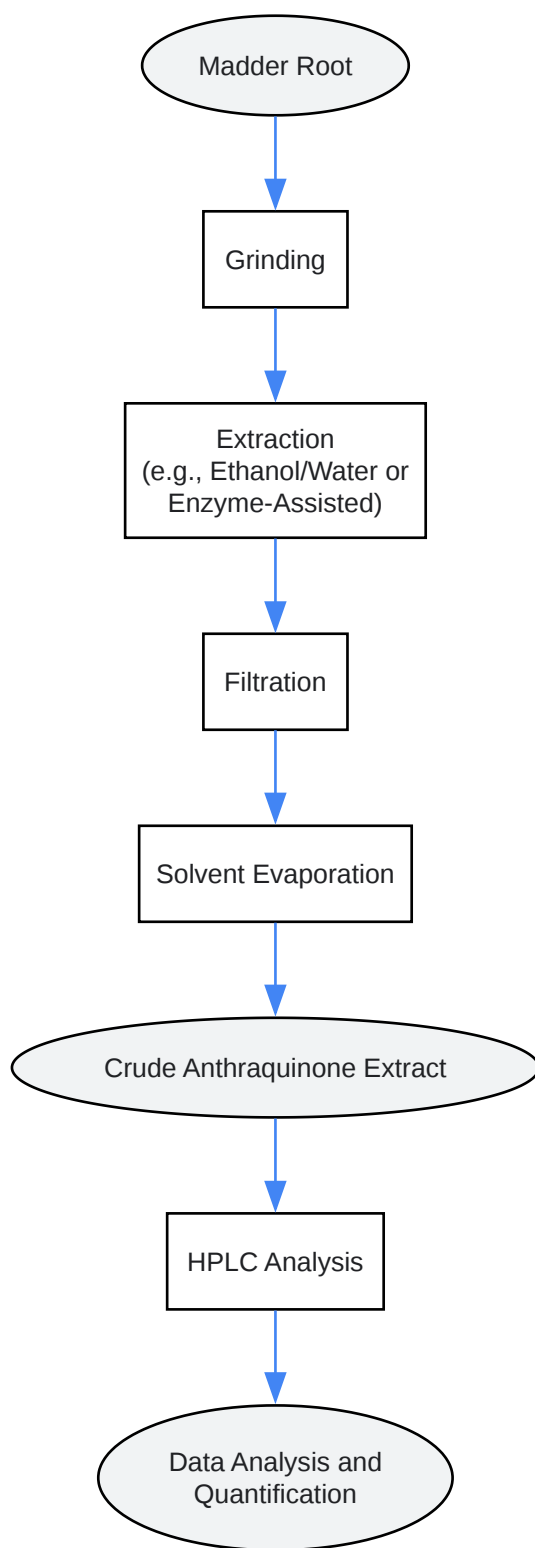 Madder Root
Grinding
Extraction
(e.g., Ethanol/Water or
Enzyme-Assisted)
Filtration
Solvent Evaporation
Crude Anthraquinone Extract
HPLC Analysis
Data Analysis and
Quantification